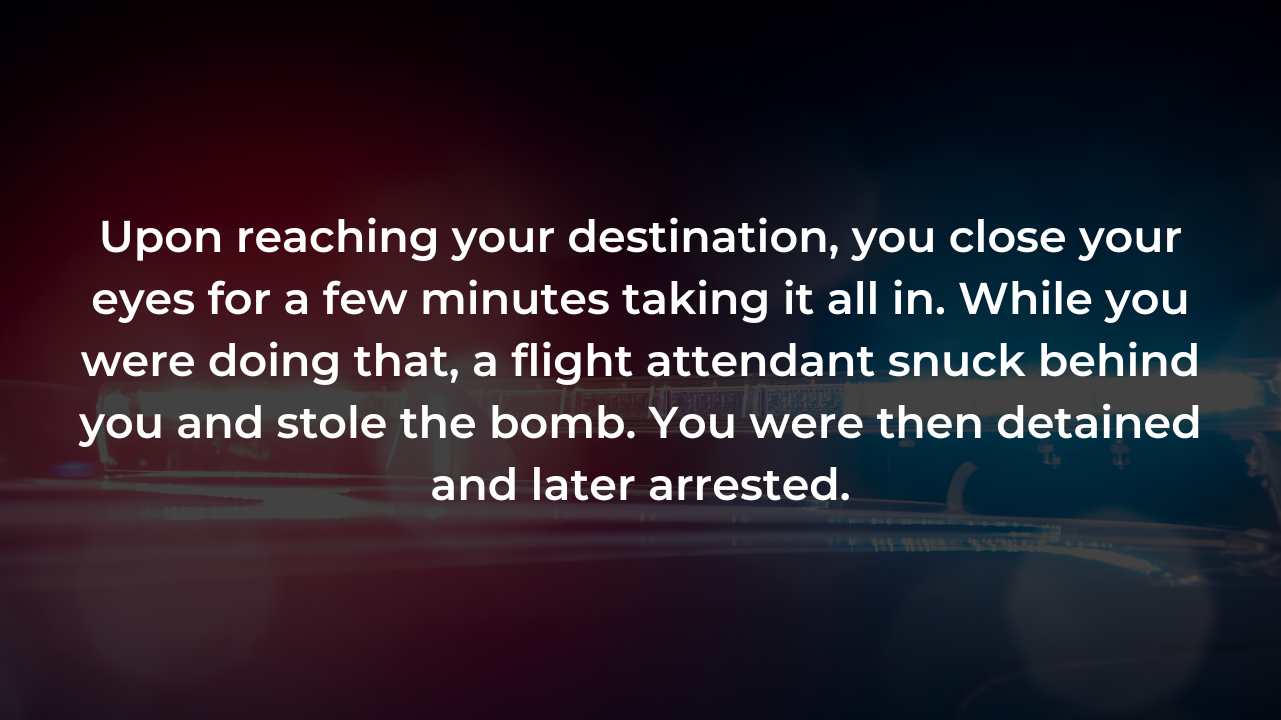 Upon reaching your destination, you close your
eyes for a few minutes taking it all in. While you
were doing that, a flight attendant snuck behind
you and stole the bomb. You were then detained
and later arrested.